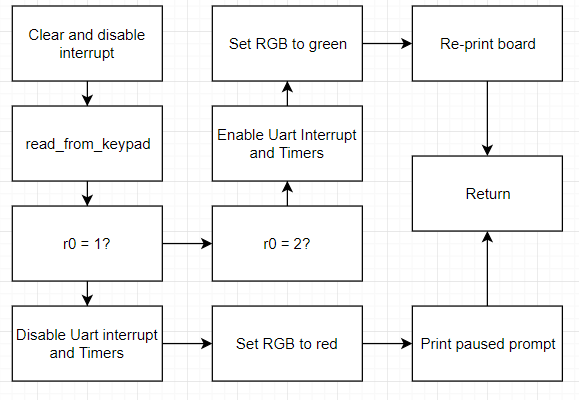 Clear and disable
interrupt
Set RGB to green
Re-print board
read_from_keypad
Enable Uart Interrupt
and Timers
Return
r0 = 1?
r0 = 2?
Disable Uart interrupt
and Timers
Set RGB to red
Print paused prompt